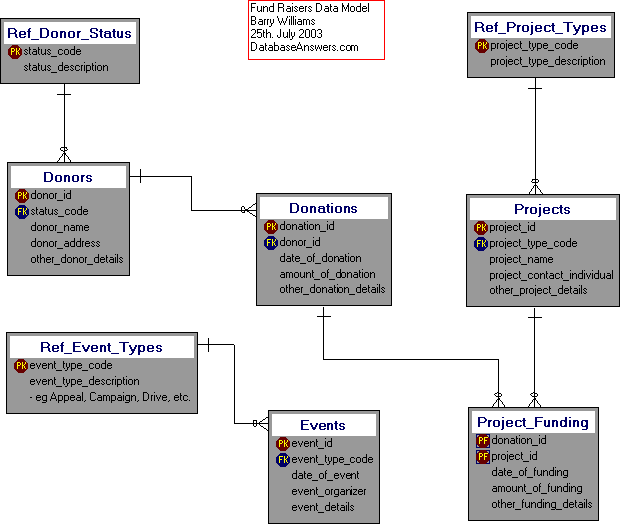 Fund Raisers Data Model
Barry Williams
25th. July 2003
DatabaseAnswers.com
Ref_Donor_Status
PK status_code
status_description
Ref_Project_Types
PK project_type_code
project_type_description
Donors
PK donor_id
FK status_code
donor_name
donor_address
other_donor_details
Donations
PK donation_id
FK donor_id
date_of_donation
amount_of_donation
other_donation_details
Projects
PK project_id
FK project_type_code
project_name
project_contact_individual
other_project_details
Ref_Event_Types
PK event_type_code
event_type_description
- eg Appeal, Campaign, Drive, etc.
Events
PK event_id
FK event_type_code
date_of_event
event_organizer
event_details
Project_Funding
PF donation_id
PF project_id
date_of_funding
amount_of_funding
other_funding_details